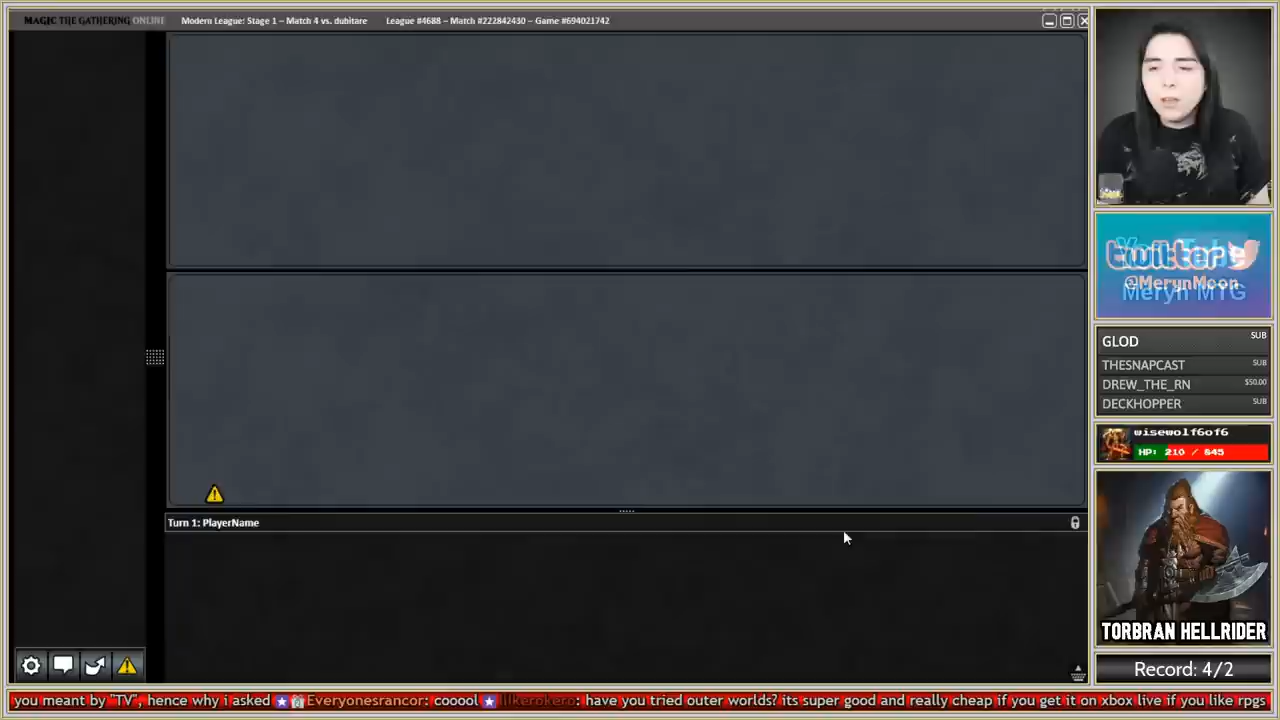 MAGIC THE GATHERING ONLINE
Modern League: Stage 1 – Match 4 vs. dubitare
League #4688 – Match #222842430 – Game #694021742
twitter
@MerynMoon
Meryn MTG
GLOD SUB
THESNAPCAST SUB
DREW_THE_RN $50.00
DECKHOPPER SUB
wisewolf6of6
HP: 210 / 845
Turn 1: PlayerName
TORBRAN HELLRIDER
Record: 4/2
you meant by "TV", hence why i asked Everyonesrancor: cooool : have you tried outer worlds? its super good and really cheap if you get it on xbox live if you like rpgs